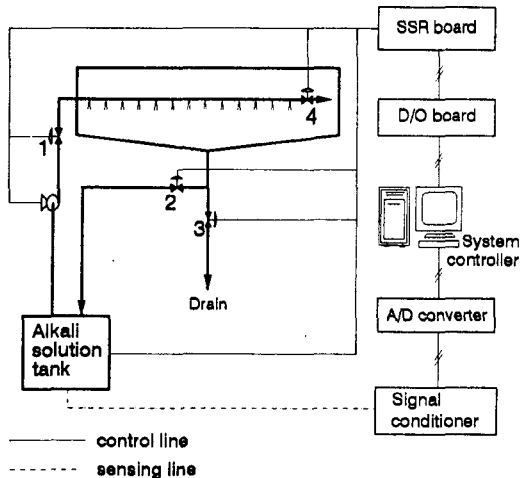 SSR board
D/O board
System
controller
A/D converter
Signal
conditioner
4
1
2
3
Drain
Alkali
solution
tank
control line
sensing line